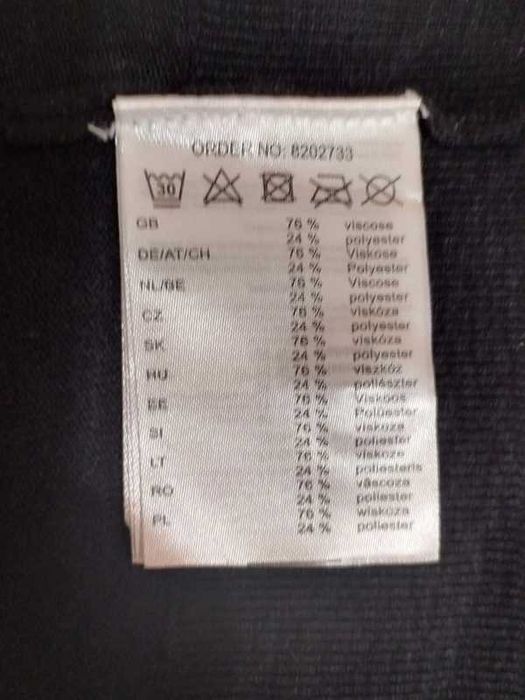 ORDER NO: 8202733
30
GB 76 % viscose
24 % polyester
DE/AT/CH 76 % Viskose
24 % Polyester
NL/BE 76 % Viscose
24 % polyester
CZ 76 % viskóza
24 % polyester
SK 76 % viskóza
24 % polyester
HU 76 % viszkóz
24 % poliészter
EE 76 % Viskoos
24 % Polüester
SI 76 % viskoza
24 % poliester
LT 76 % viskozė
24 % poliesteris
RO 76 % vâscoza
24 % poliester
PL 76 % wiskoza
24 % poliester